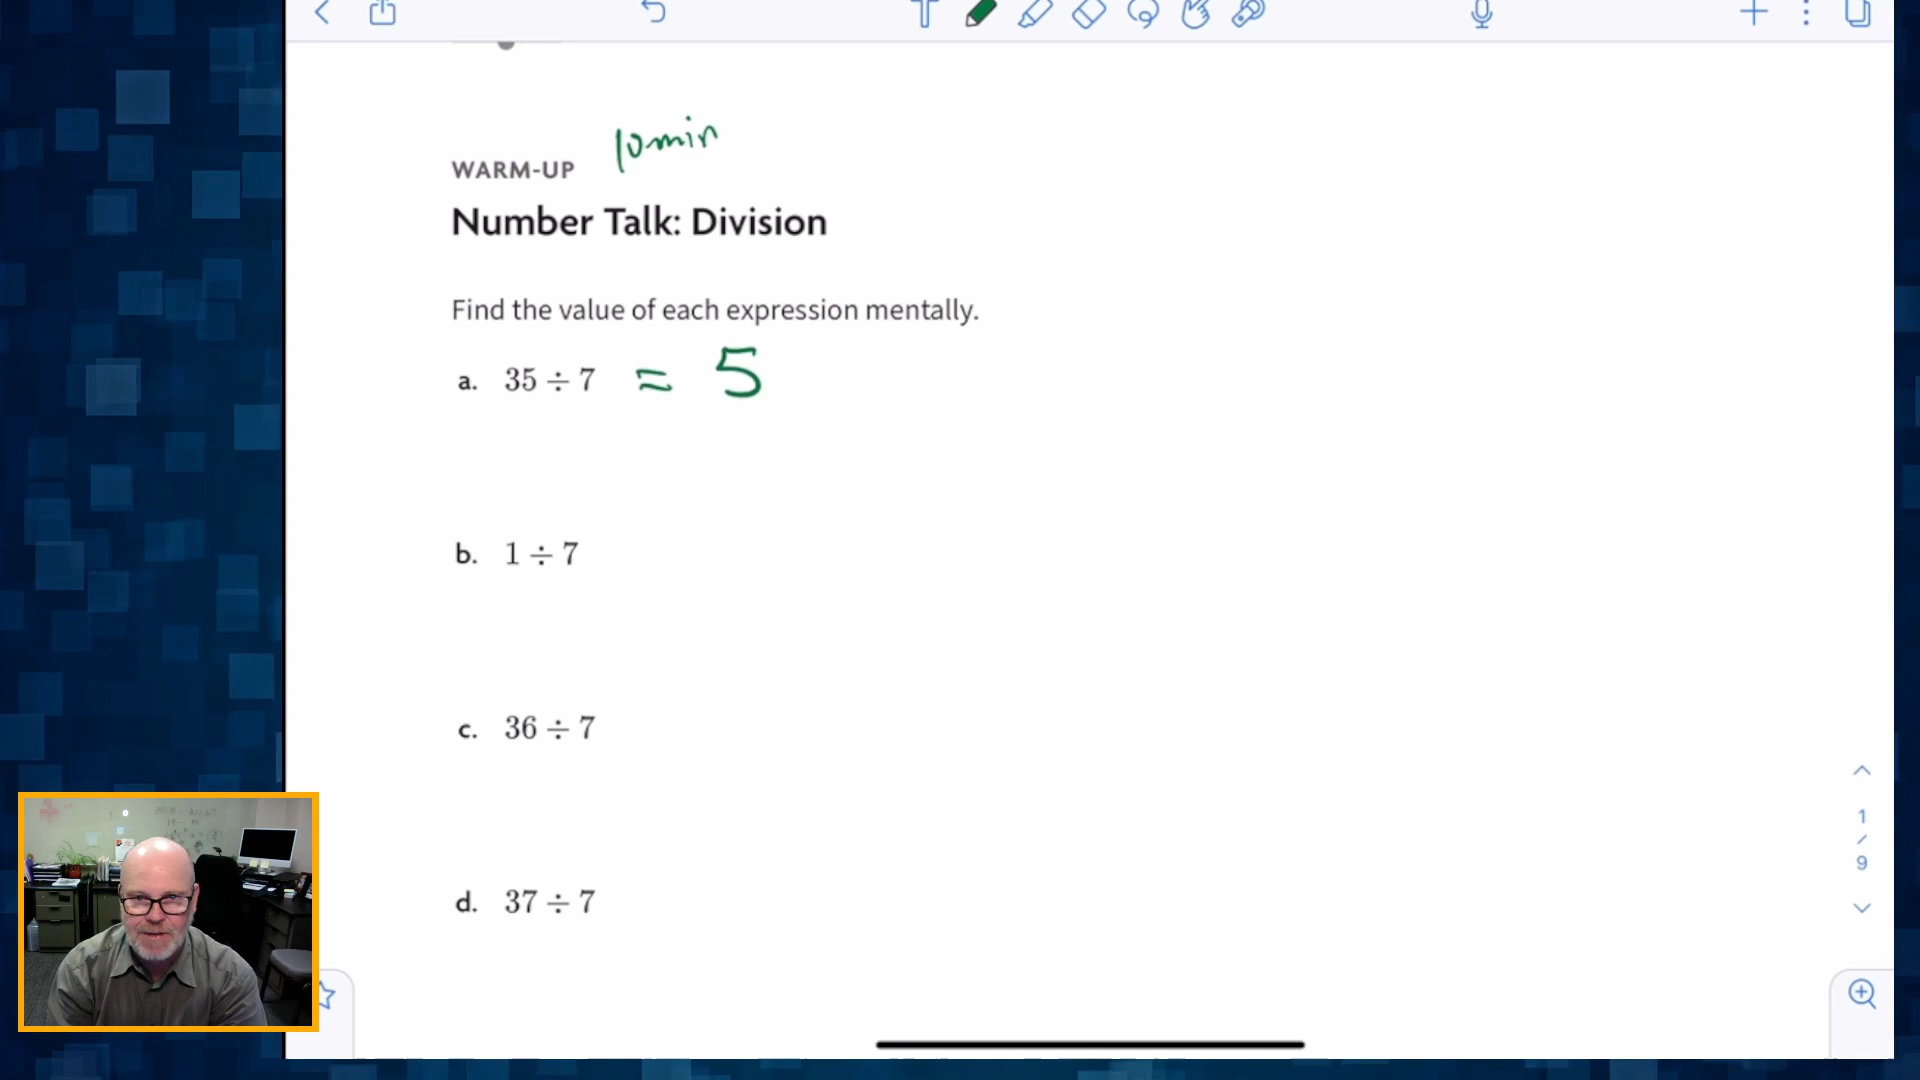 10 min
WARM-UP
Number Talk: Division
Find the value of each expression mentally.
a. 35 ÷ 7 = 5
b. 1 ÷ 7
c. 36 ÷ 7
d. 37 ÷ 7
1
/
9